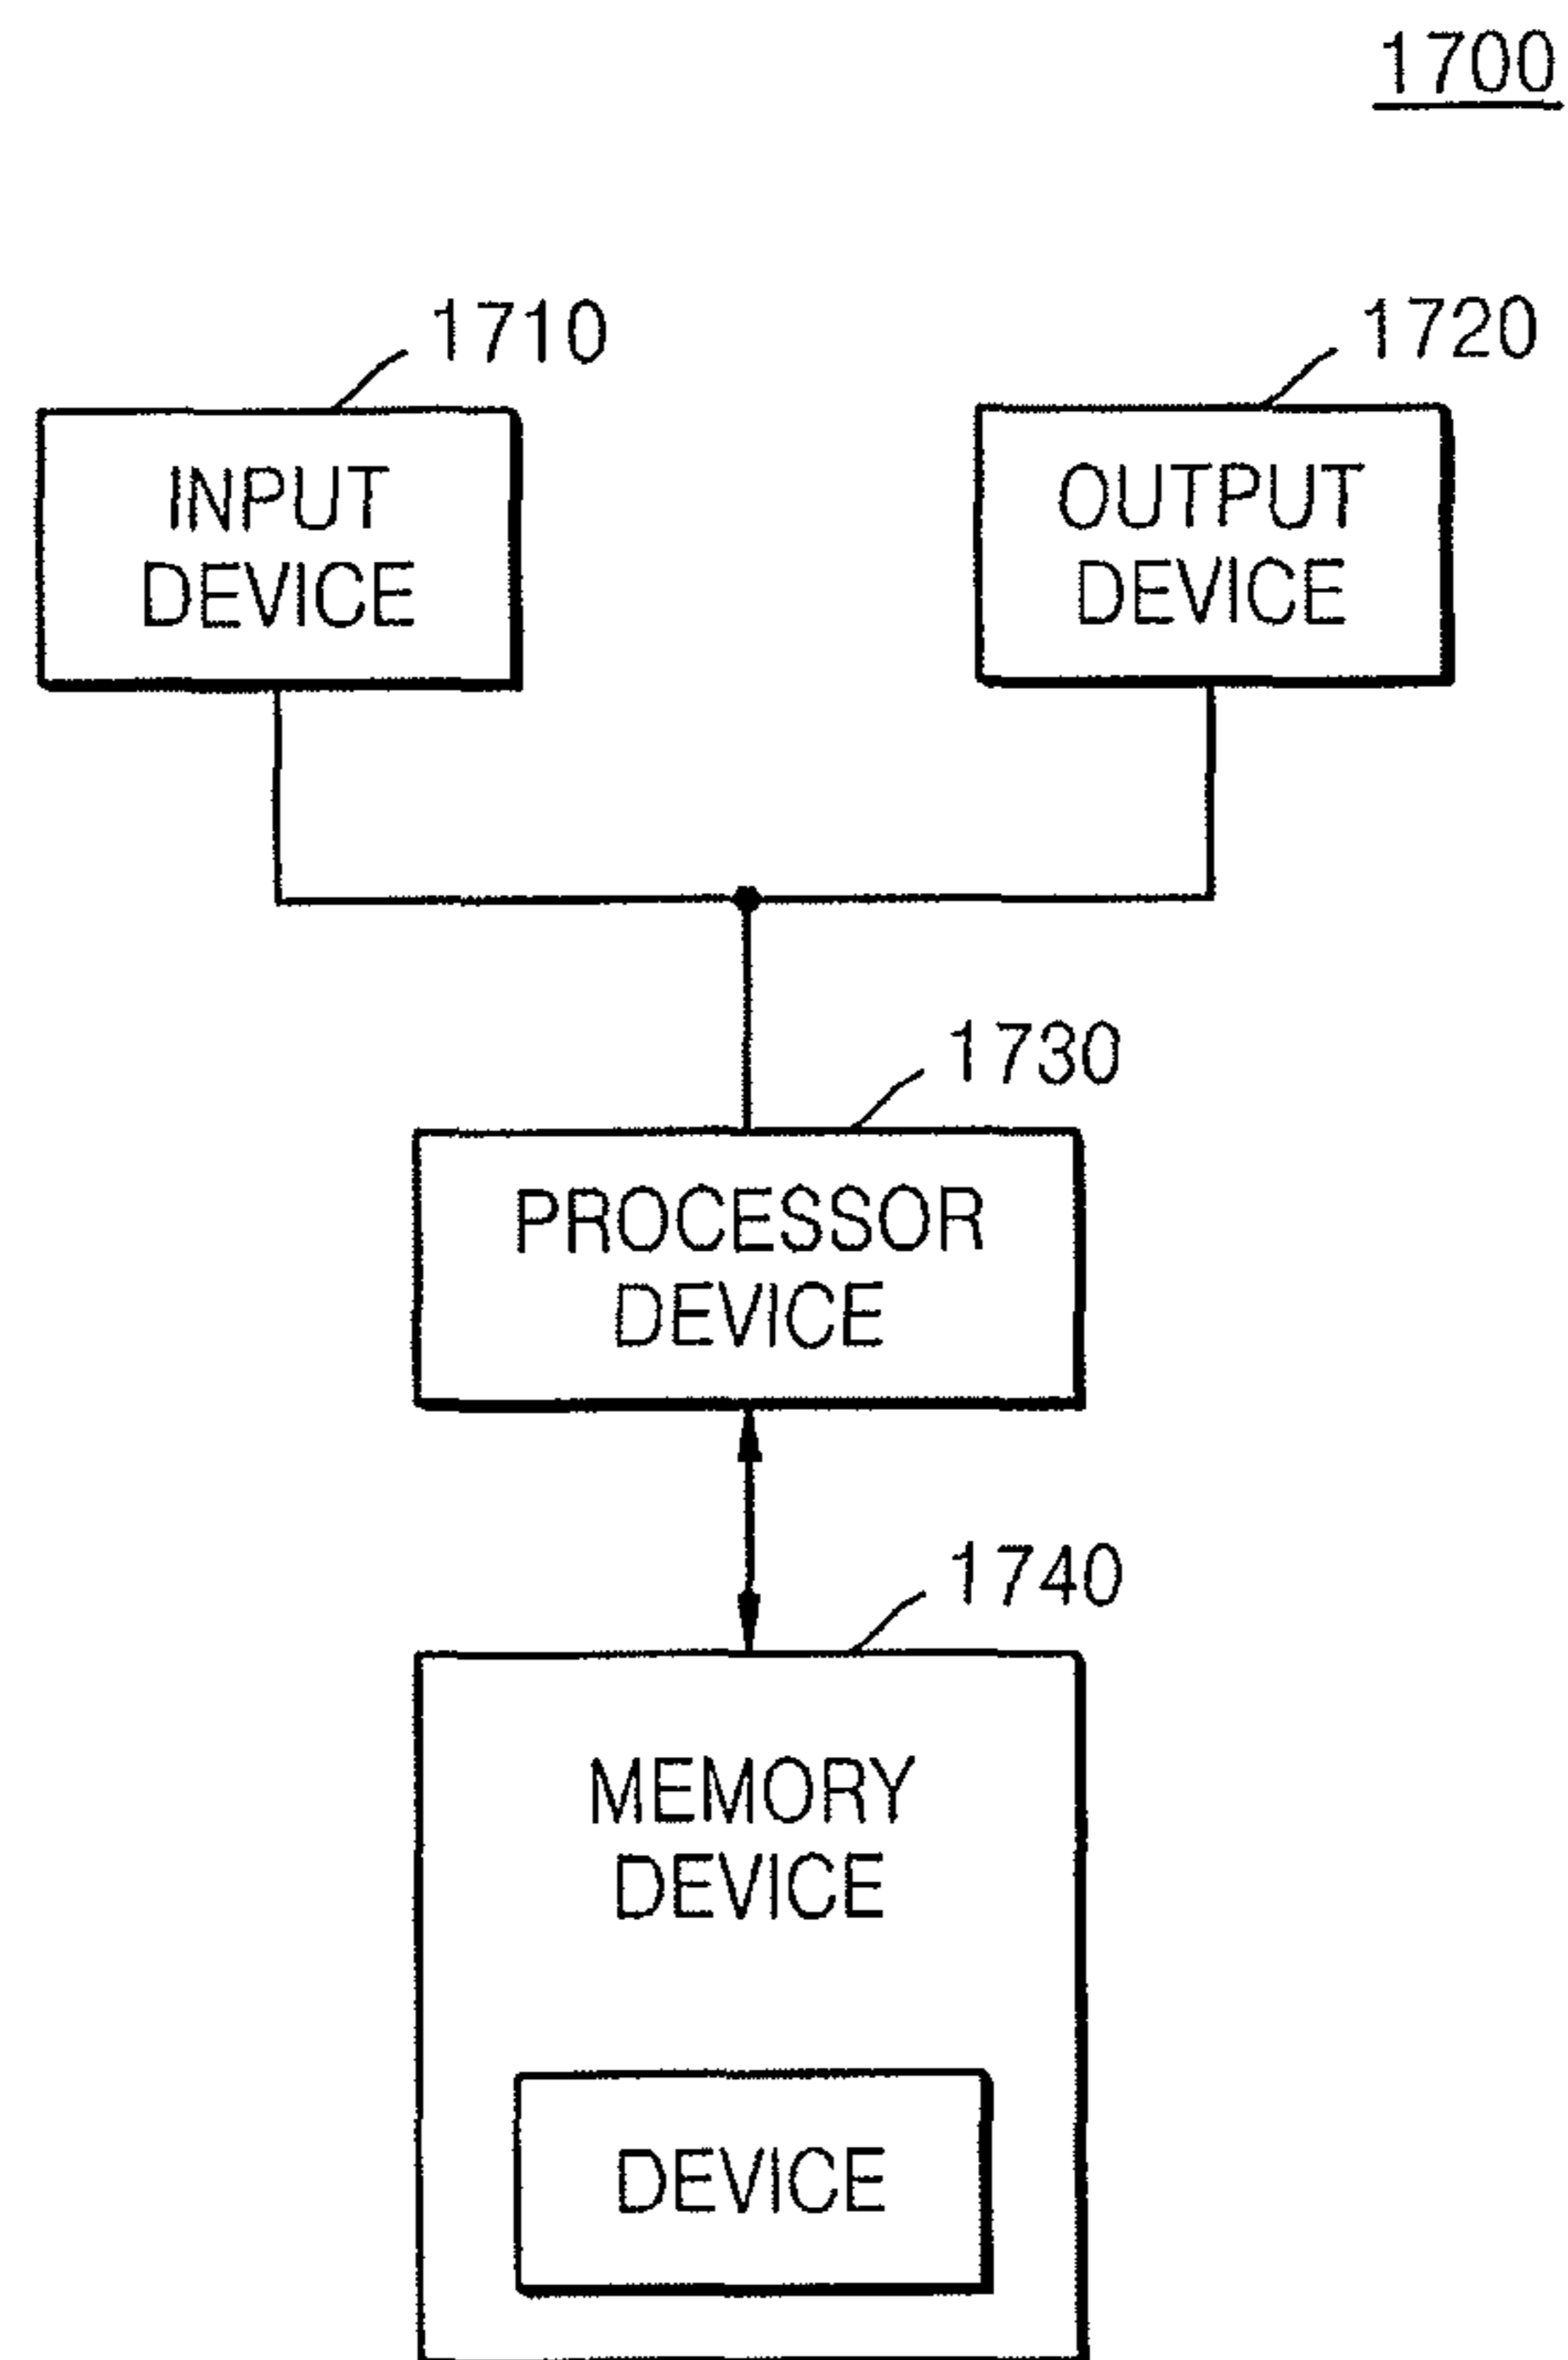 1700
1710
1720
INPUT
DEVICE
OUTPUT
DEVICE
1730
PROCESSOR
DEVICE
1740
MEMORY
DEVICE
DEVICE